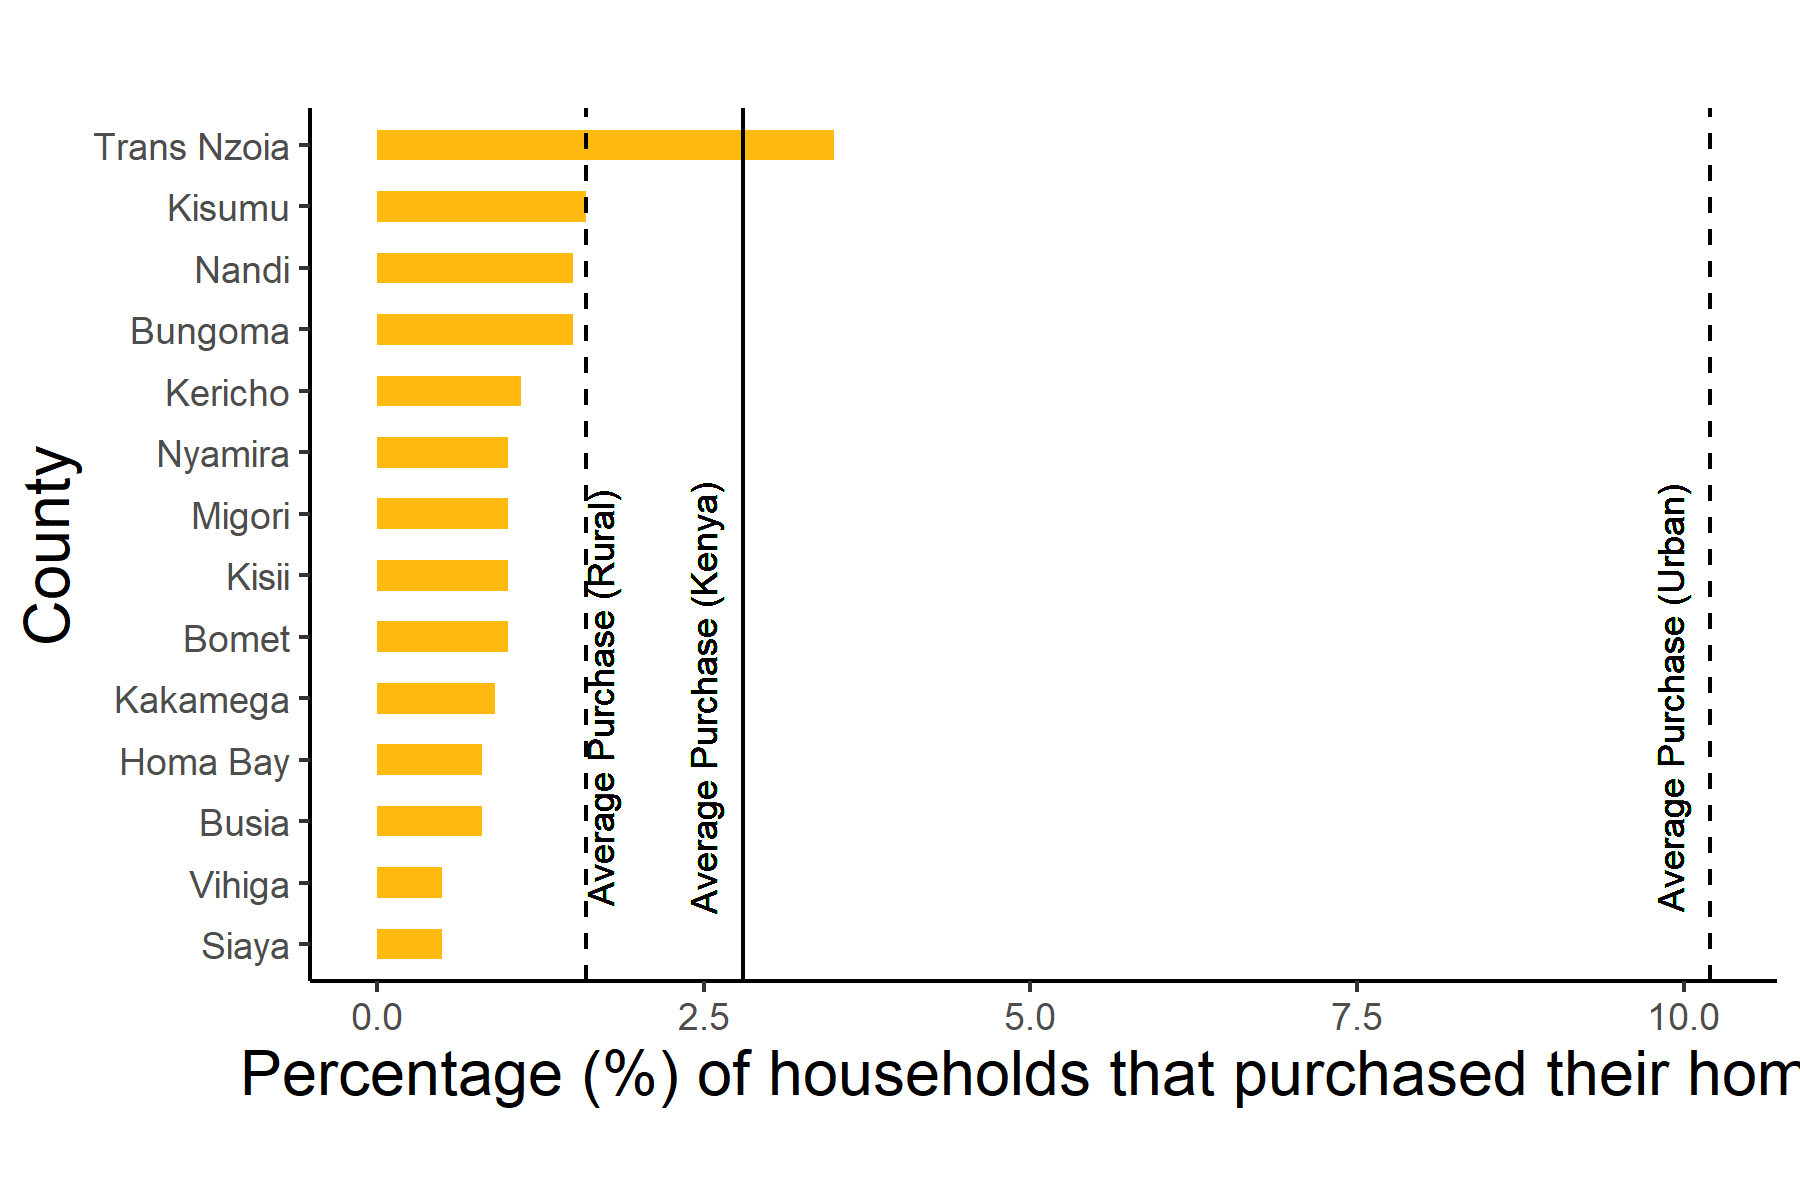 Trans Nzoia
Kisumu
Nandi
Bungoma
Kericho
Nyamira
Migori
Kisii
Bomet
Kakamega
Homa Bay
Busia
Vihiga
Siaya
County
Average Purchase (Rural)
Average Purchase (Kenya)
Average Purchase (Urban)
0.0 2.5 5.0 7.5 10.0
Percentage (%) of households that purchased their hom